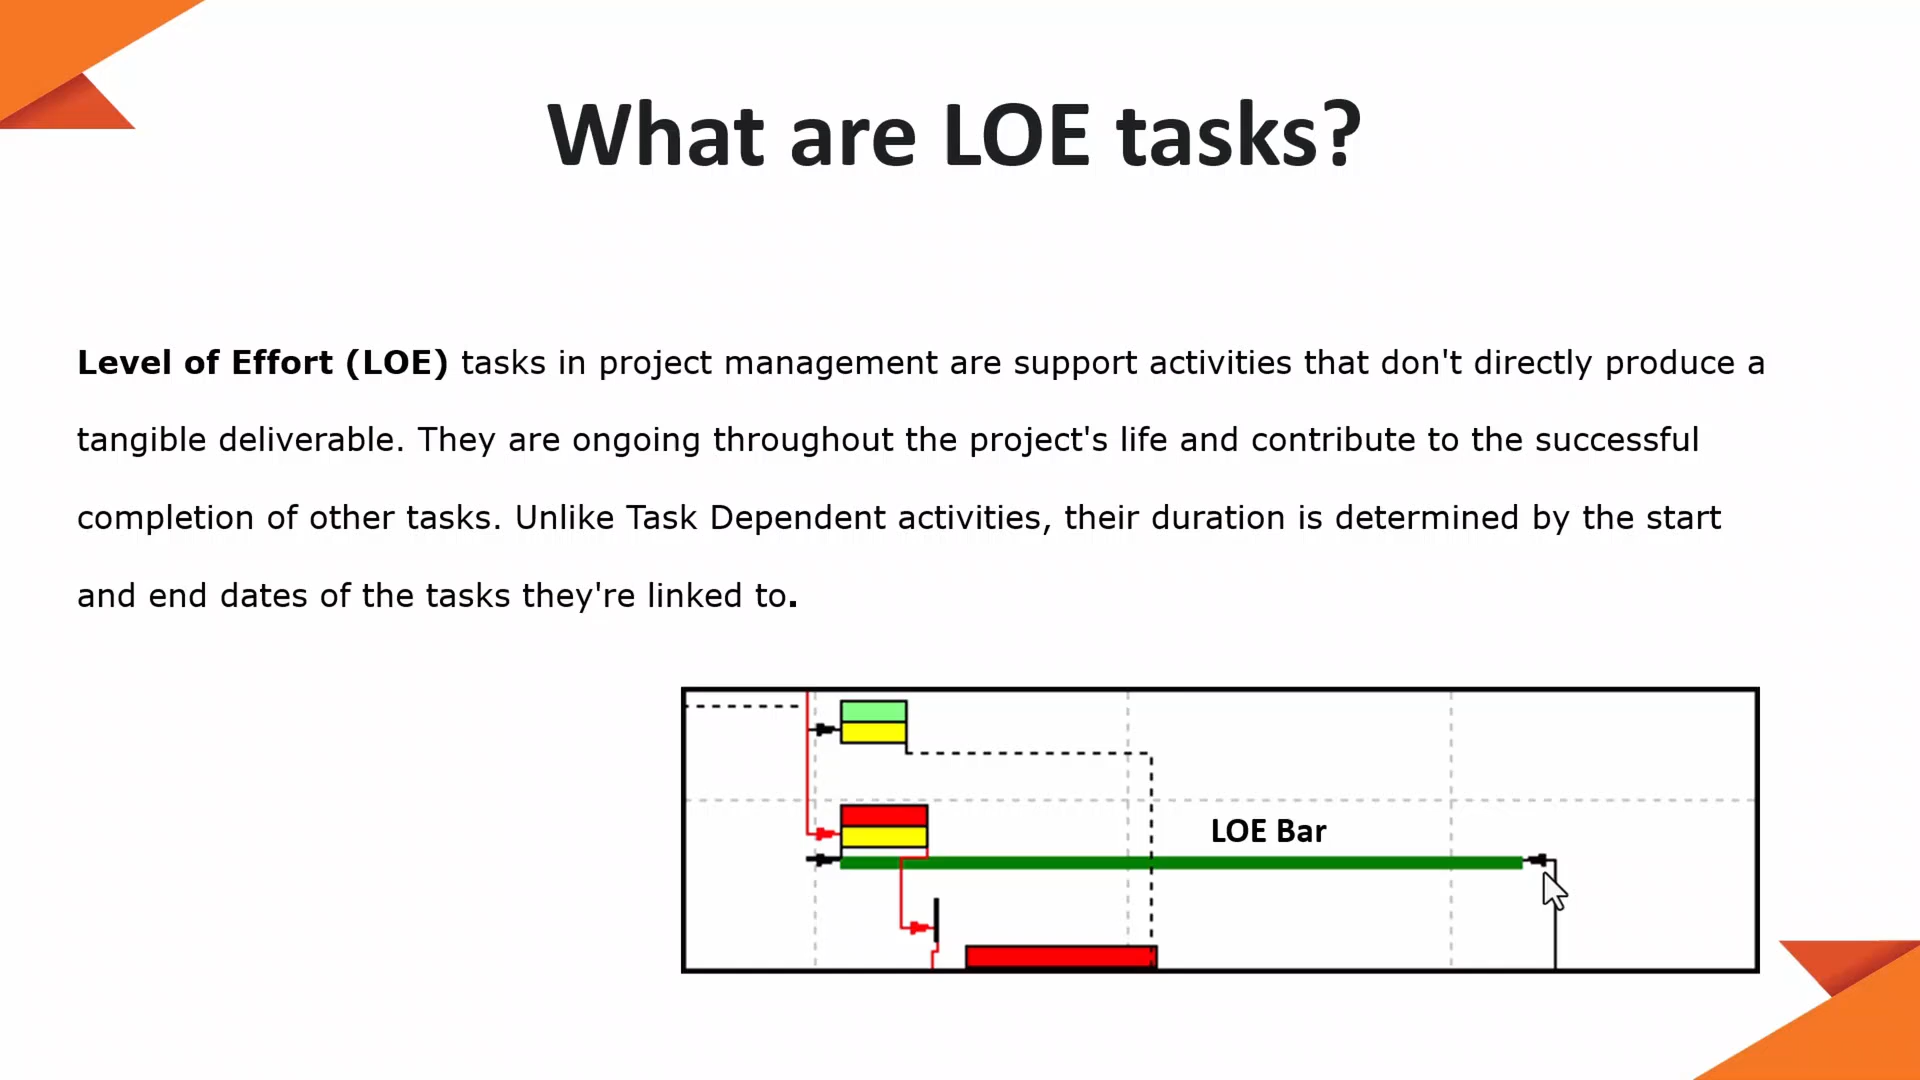 What are LOE tasks?
Level of Effort (LOE) tasks in project management are support activities that don't directly produce a
tangible deliverable. They are ongoing throughout the project's life and contribute to the successful
completion of other tasks. Unlike Task Dependent activities, their duration is determined by the start
and end dates of the tasks they're linked to.
LOE Bar